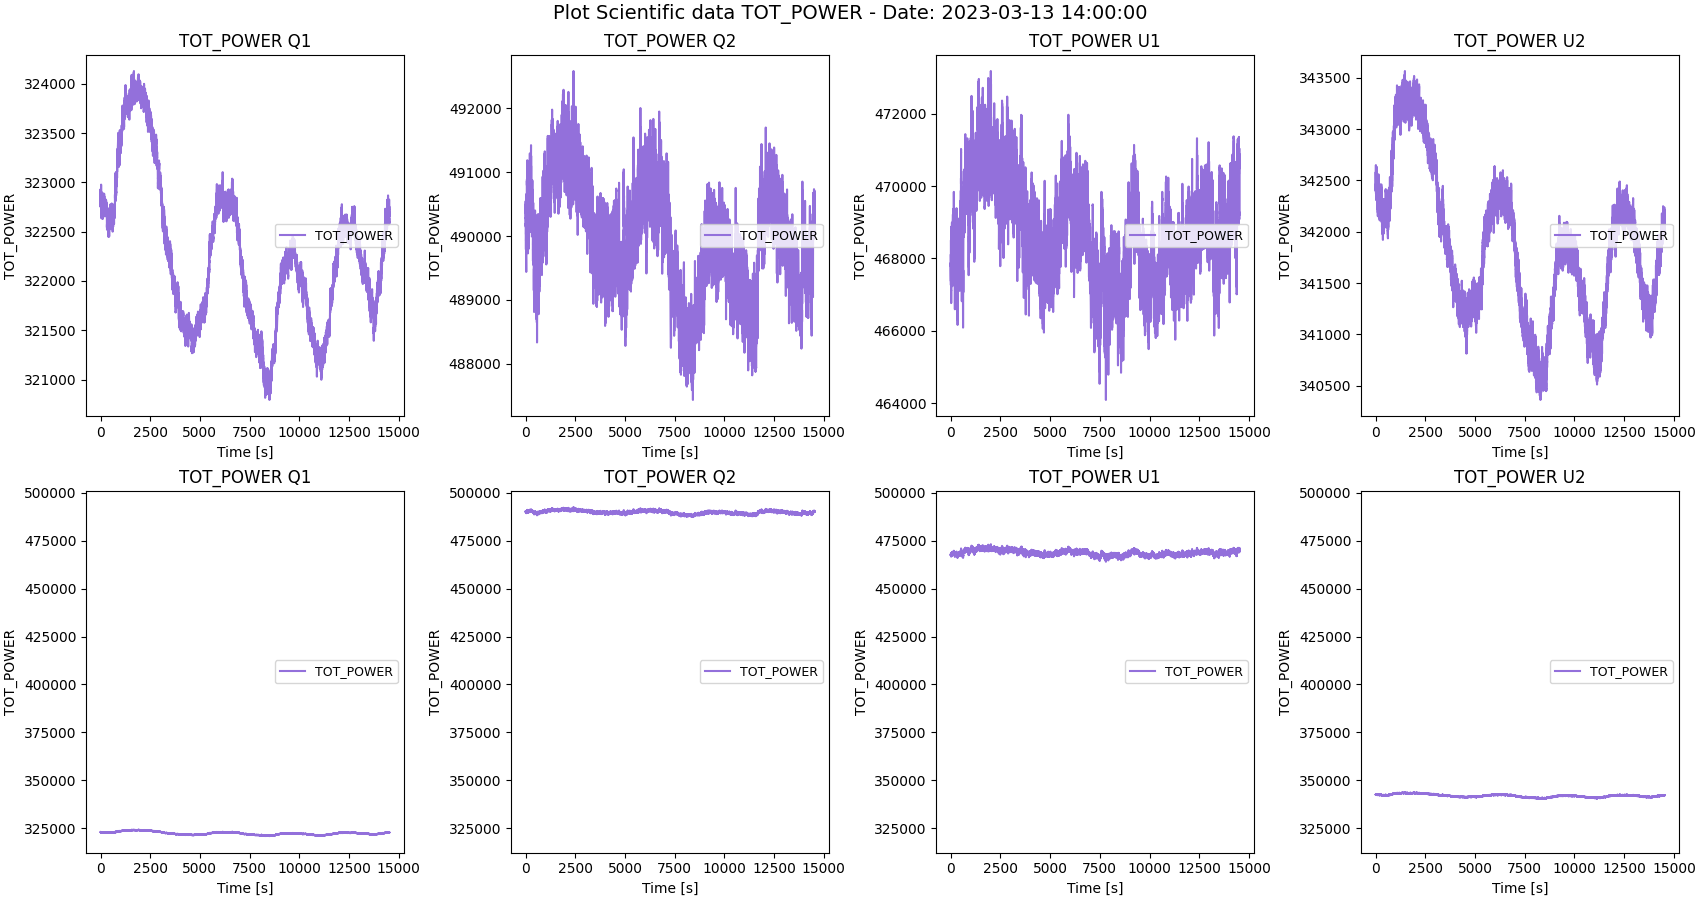 Plot Scientific data TOT_POWER - Date: 2023-03-13 14:00:00
TOT_POWER Q1
TOT_POWER
324000
323500
323000
322500
322000
321500
321000
TOT_POWER
0 2500 5000 7500 10000 12500 15000
Time [s]
TOT_POWER Q2
TOT_POWER
492000
491000
490000
489000
488000
TOT_POWER
0 2500 5000 7500 10000 12500 15000
Time [s]
TOT_POWER U1
TOT_POWER
472000
470000
468000
466000
464000
TOT_POWER
0 2500 5000 7500 10000 12500 15000
Time [s]
TOT_POWER U2
TOT_POWER
343500
343000
342500
342000
341500
341000
340500
TOT_POWER
0 2500 5000 7500 10000 12500 15000
Time [s]
TOT_POWER Q1
TOT_POWER
500000
475000
450000
425000
400000
375000
350000
325000
TOT_POWER
0 2500 5000 7500 10000 12500 15000
Time [s]
TOT_POWER Q2
TOT_POWER
500000
475000
450000
425000
400000
375000
350000
325000
TOT_POWER
0 2500 5000 7500 10000 12500 15000
Time [s]
TOT_POWER U1
TOT_POWER
500000
475000
450000
425000
400000
375000
350000
325000
TOT_POWER
0 2500 5000 7500 10000 12500 15000
Time [s]
TOT_POWER U2
TOT_POWER
500000
475000
450000
425000
400000
375000
350000
325000
TOT_POWER
0 2500 5000 7500 10000 12500 15000
Time [s]